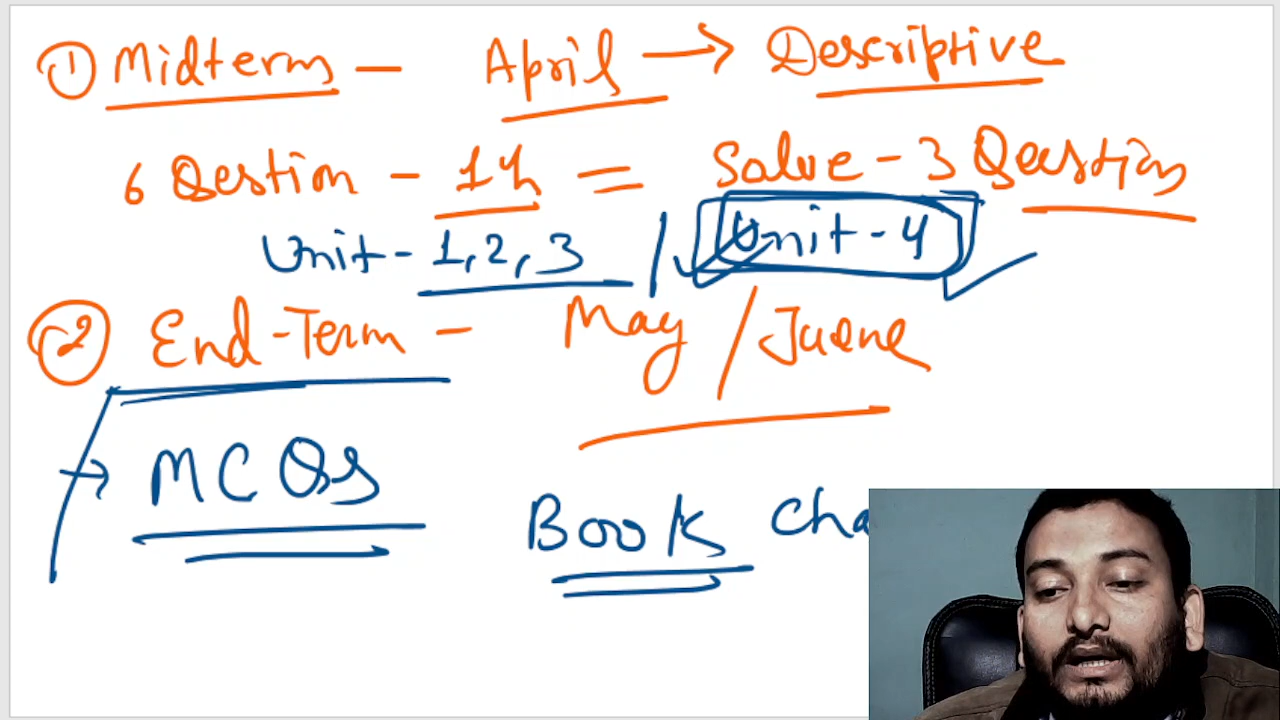 ① Midterm - April → Descriptive
6 Qestion - 1h = Solve - 3 Qeestion
Unit - 1,2,3 / Unit - 4
② End-Term - May / Juene
→ MCQs
Book Cha